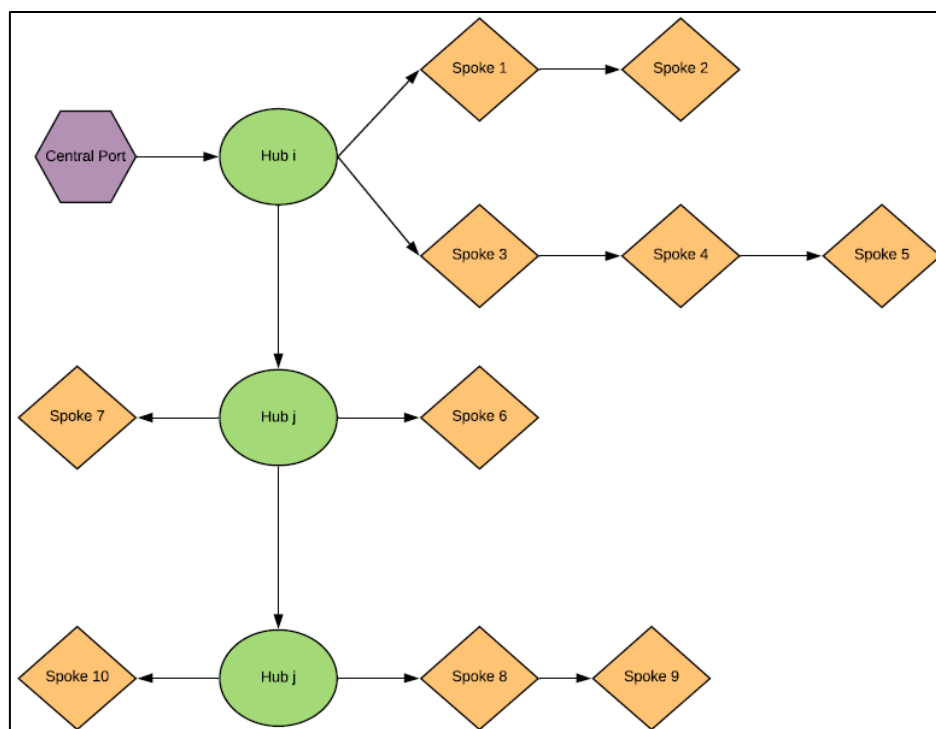 Spoke 1
Spoke 2
Central Port
Hub i
Spoke 3
Spoke 4
Spoke 5
Spoke 7
Hub j
Spoke 6
Spoke 10
Hub j
Spoke 8
Spoke 9